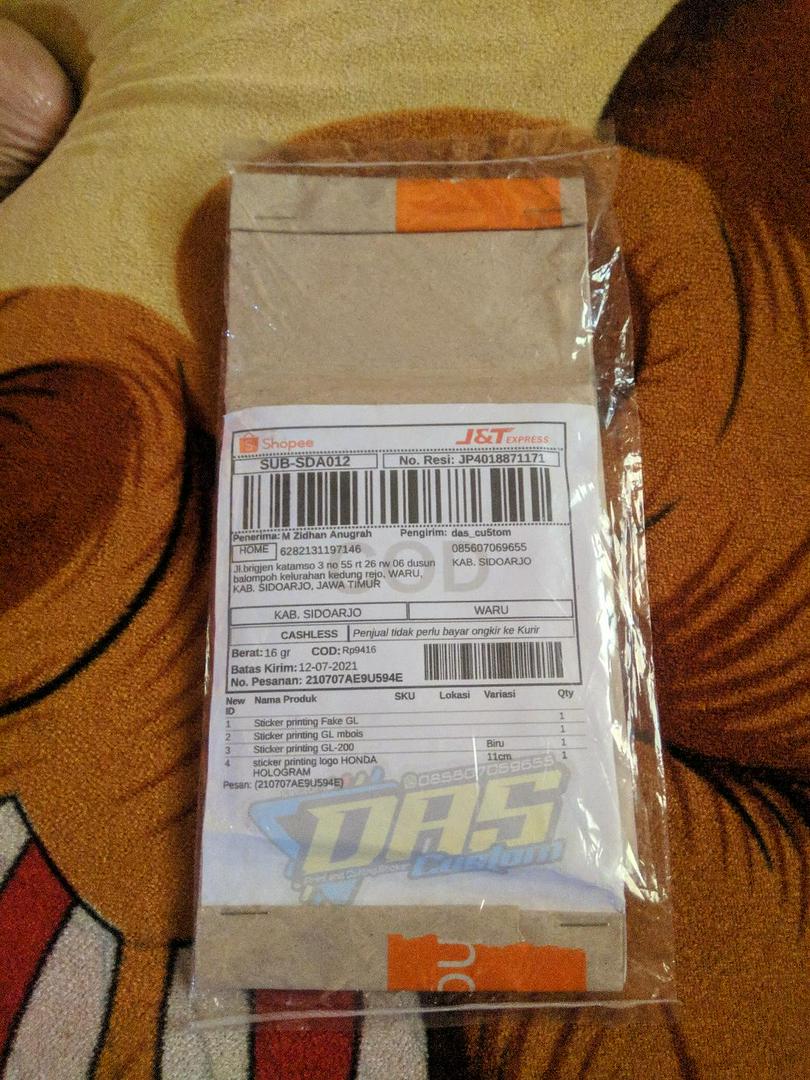 Shopee
J&T EXPRESS
SUB-SDA012
No. Resi: JP4018871171
Penerima: M Zidhan Anugrah
Pengirim: das_cu5tom
HOME
6282131197146
085607069655
Jl.brigjen katamso 3 no 55 rt 26 rw 06 dusun
KAB. SIDOARJO
balompoh kelurahan kedung rejo, WARU,
KAB. SIDOARJO, JAWA TIMUR
COD
KAB. SIDOARJO
WARU
CASHLESS
Penjual tidak perlu bayar ongkir ke Kurir
Berat: 16 gr
COD: Rp9416
Batas Kirim: 12-07-2021
No. Pesanan: 210707AE9U594E
New ID
Nama Produk
SKU
Lokasi
Variasi
Qty
1 Sticker printing Fake GL 1
2 Sticker printing GL mbois 1
3 Sticker printing GL-200 Biru 1
4 sticker printing logo HONDA 11cm 1
HOLOGRAM
Pesan: (210707AE9U594E)
085607069655
DAS
Custom